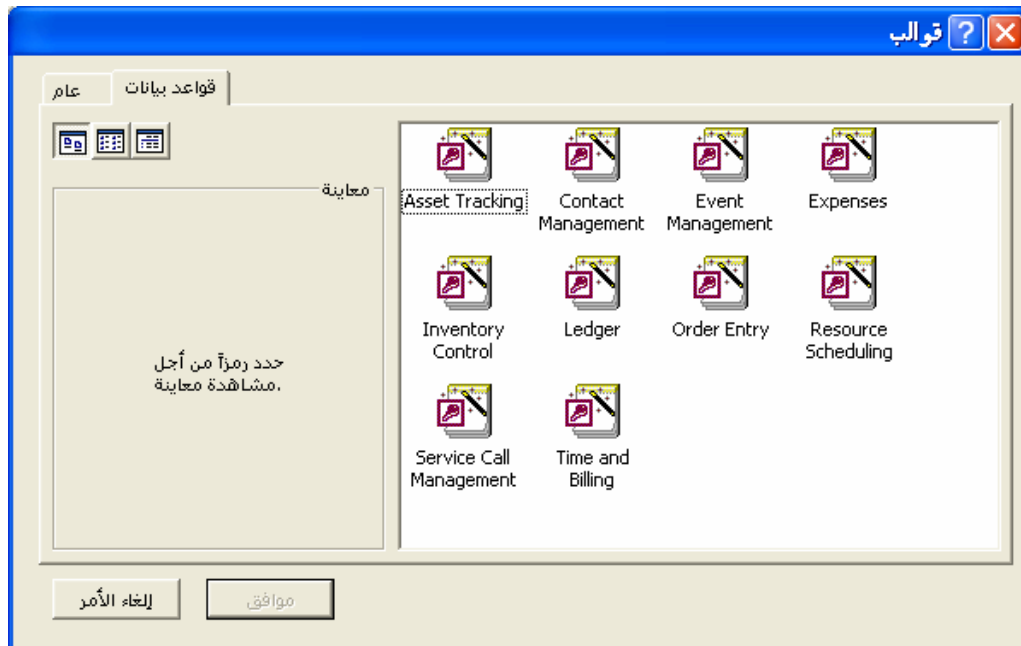 قوالب
عام
قواعد بيانات
معاينة
حدد رمزاً من أجل
مشاهدة معاينة.
Asset Tracking
Contact
Management
Event
Management
Expenses
Inventory
Control
Ledger
Order Entry
Resource
Scheduling
Service Call
Management
Time and
Billing
إلغاء الأمر
موافق